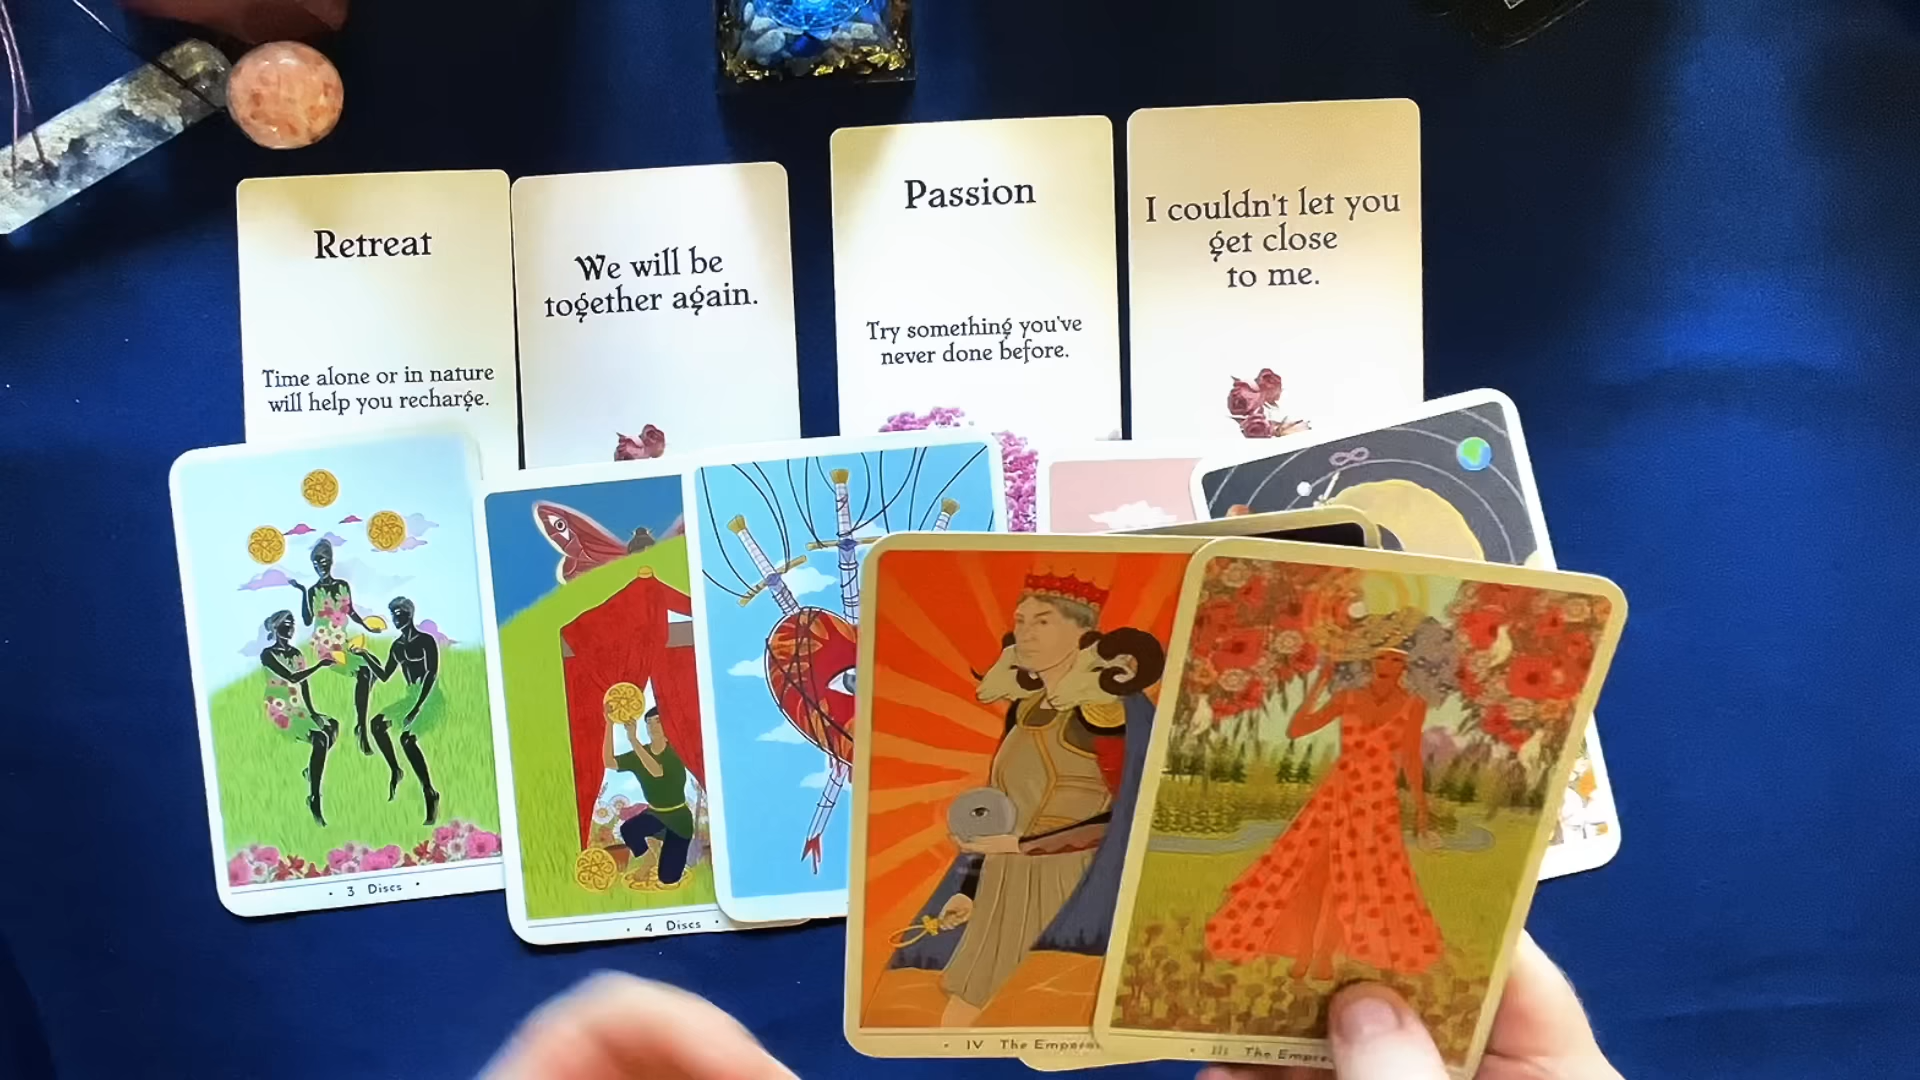 Retreat
Time alone or in nature
will help you recharge.
We will be
together again.
Passion
Try something you've
never done before.
I couldn't let you
get close
to me.
· 3 Discs ·
· 4 Discs ·
· IV The Emperor
· III The Empre